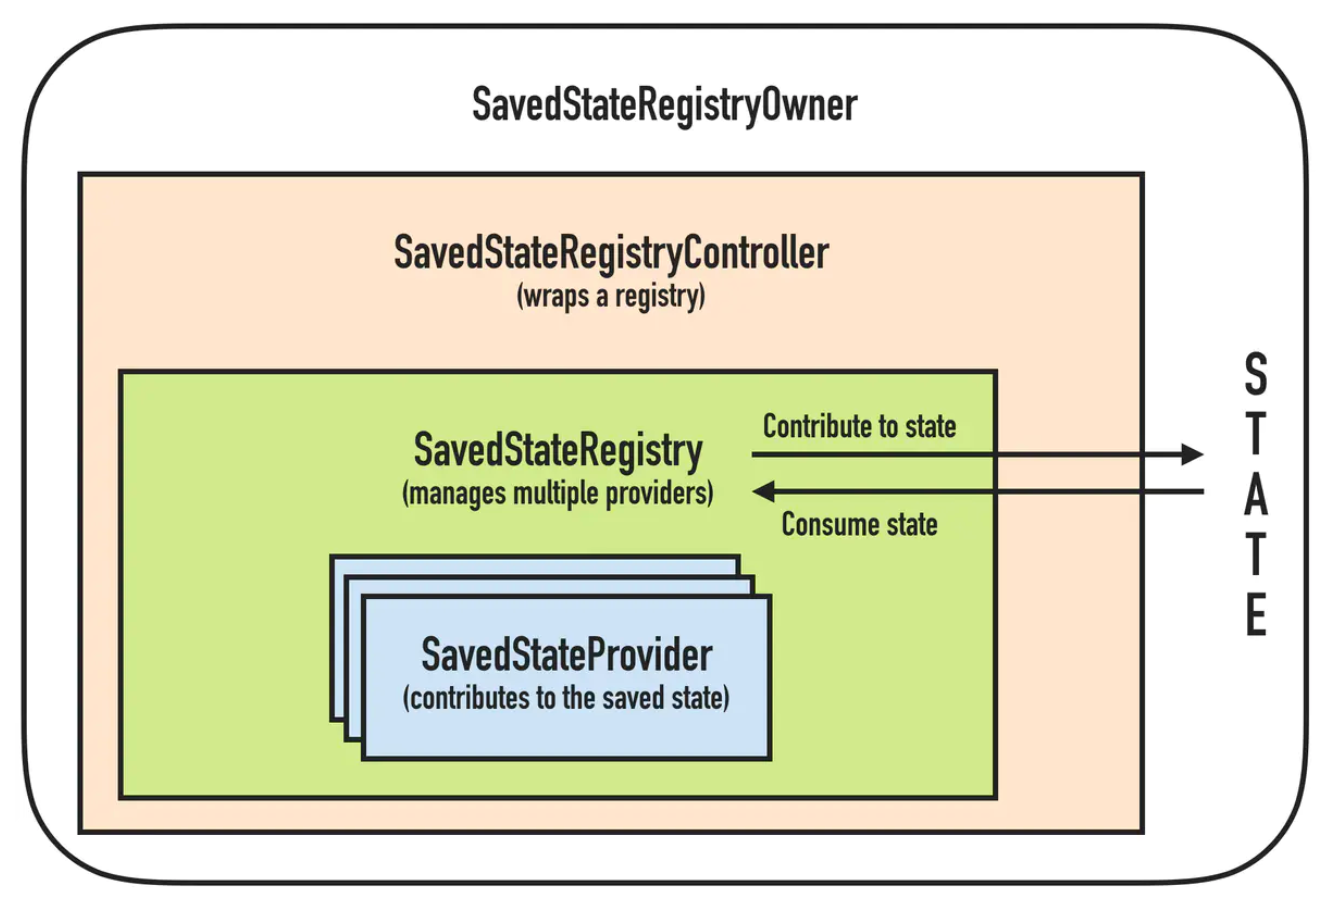 SavedStateRegistryOwner
SavedStateRegistryController
(wraps a registry)
SavedStateRegistry
(manages multiple providers)
Contribute to state
Consume state
SavedStateProvider
(contributes to the saved state)
S
T
A
T
E